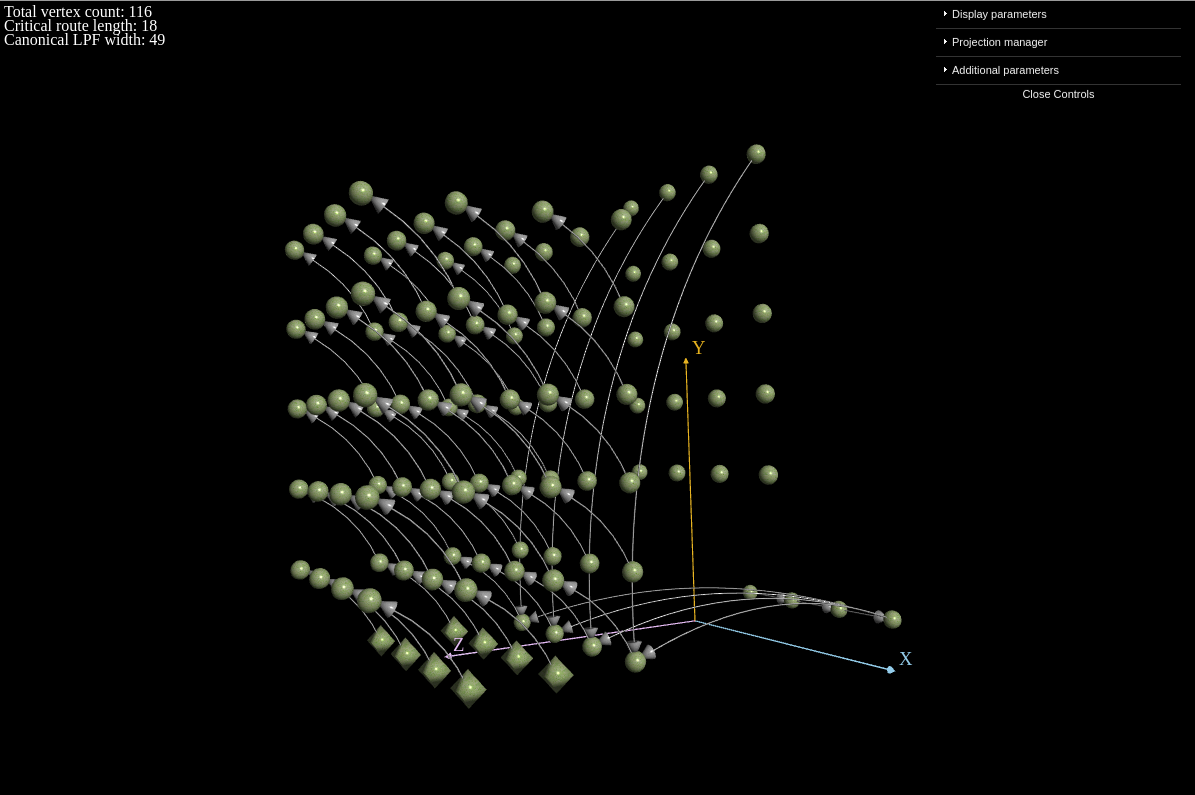 Total vertex count: 116
Critical route length: 18
Canonical LPF width: 49
Display parameters
Projection manager
Additional parameters
Close Controls
Y
Z
X